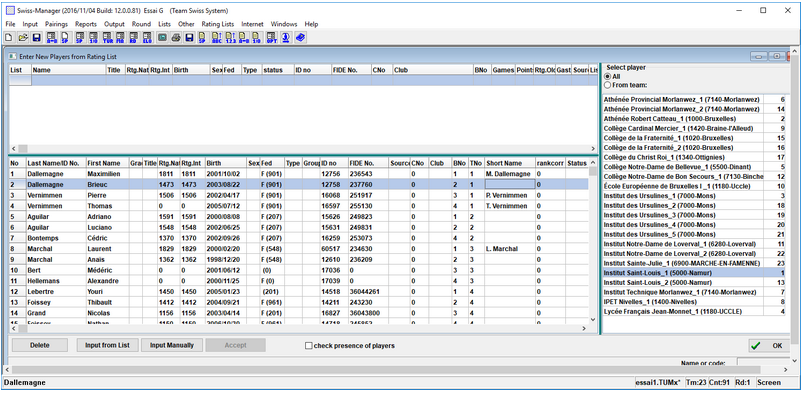 Swiss-Manager (2016/11/04 Build: 12.0.0.81) Essai G (Team Swiss System)
File Input Pairings Reports Output Round Lists Other Rating Lists Internet Windows Help
Enter New Players from Rating List
List Name Title Rtg.Nat Rtg.Int Birth Sex Fed Type status ID no FIDE No. CNo Club BNo Games Point Rtg.Old Gast Source Lis
Select player
All
From team:
Athénée Provincial Morlanwez_1 (7140-Morlanwez) 6
Athénée Provincial Morlanwez_2 (7140-Morlanwez) 14
Athénée Robert Catteau_1 (1000-Bruxelles) 2
Collège Cardinal Mercier_1 (1420-Braine-l'Alleud) 9
Collège de la Fraternité_1 (1020-Bruxelles) 15
Collège de la Fraternité_2 (1020-Bruxelles) 16
Collège du Christ Roi_1 (1340-Ottignies) 17
Collège Notre-Dame de Bellevue_1 (5500-Dinant) 5
Collège Notre-Dame de Bon Secours_1 (7130-Binche 12
École Européenne de Bruxelles I_1 (1180-Uccle) 10
Institut des Ursulines_1 (7000-Mons) 3
Institut des Ursulines_2 (7000-Mons) 18
Institut des Ursulines_3 (7000-Mons) 19
Institut des Ursulines_4 (7000-Mons) 20
Institut des Ursulines_5 (7000-Mons) 21
Institut Notre-Dame de Loverval_1 (6280-Loverval) 11
Institut Notre-Dame de Loverval_2 (6280-Loverval) 22
Institut Sainte-Julie_1 (6900-MARCHE-EN-FAMENNE) 23
Institut Saint-Louis_1 (5000-Namur) 1
Institut Saint-Louis_2 (5000-Namur) 13
Institut Technique Morlanwez_1 (7140-Morlanwez) 7
IPET Nivelles_1 (1400-Nivelles) 8
Lycée Français Jean-Monnet_1 (1180-UCCLE) 4
No Last Name/ID No. First Name Grac Title Rtg.Nat Rtg.Int Birth Sex Fed Type Group ID no FIDE No. Source CNo Club BNo TNo Short Name rankcorr Status
1 Dallemagne Maximilien 1811 1811 2001/10/02 F (901) 12756 236543 0 1 1 M. Dallemagne 0
2 Dallemagne Brieuc 1473 1473 2003/08/22 F (901) 12758 237760 0 2 1 0
3 Vernimmen Pierre 1506 1506 2002/04/17 F (901) 16068 251917 0 3 1 P. Vernimmen 0
4 Vernimmen Thomas 0 0 2005/07/12 F (901) 16597 255130 0 4 1 T. Vernimmen 0
5 Aguilar Adriano 1591 1591 2000/08/08 F (207) 15626 249823 0 1 2 0
6 Aguilar Luciano 1548 1548 2002/06/25 F (207) 15631 249831 0 2 2 0
7 Bontemps Cédric 1370 1370 2002/09/26 F (207) 16259 253073 0 4 2 0
8 Marchal Laurent 1829 1829 2000/02/20 F (548) 60517 234630 0 1 3 L. Marchal 0
9 Marchal Anais 1362 1362 1998/12/20 F (548) 12610 236209 0 2 3 0
10 Bert Médéric 0 0 2001/06/12 (0) 17036 0 0 3 3 0
11 Hellemans Alexandre 0 0 2000/11/25 F (0) 17039 0 0 4 3 0
12 Lebertre Youri 1450 1450 2005/01/23 (201) 14518 36044261 0 1 4 0
13 Foissey Thibault 1412 1412 2004/09/21 F (961) 14211 243230 0 2 4 0
14 Grand Nicolas 1156 1156 2003/04/14 F (201) 16827 36043800 0 3 4 0
Delete Input from List Input Manually Accept check presence of players OK
Name or code:
Dallemagne essai1.TUMx* Tm:23 Cnt:91 Rd:1 Screen